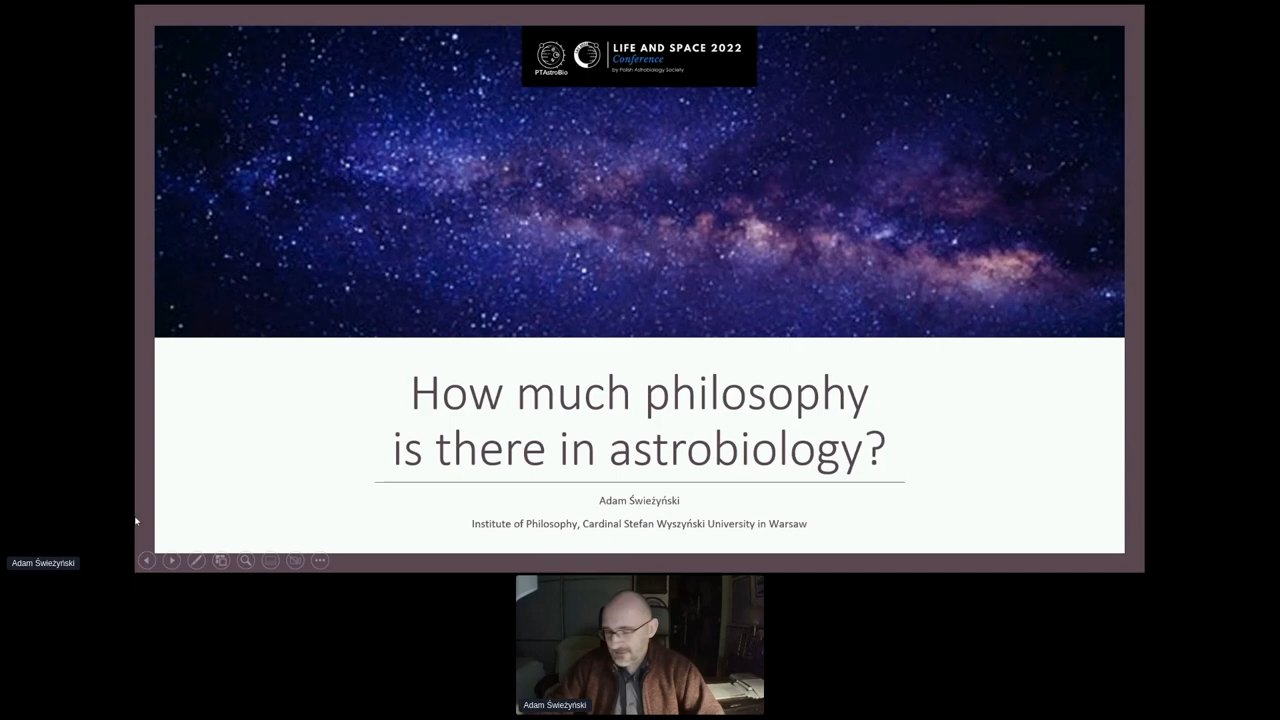 LIFE AND SPACE 2022
Conference
PTAstroBio
by Polish Astrobiology Society
How much philosophy
is there in astrobiology?
Adam Świeżyński
Institute of Philosophy, Cardinal Stefan Wyszyński University in Warsaw
Adam Świeżyński
Adam Świeżyński